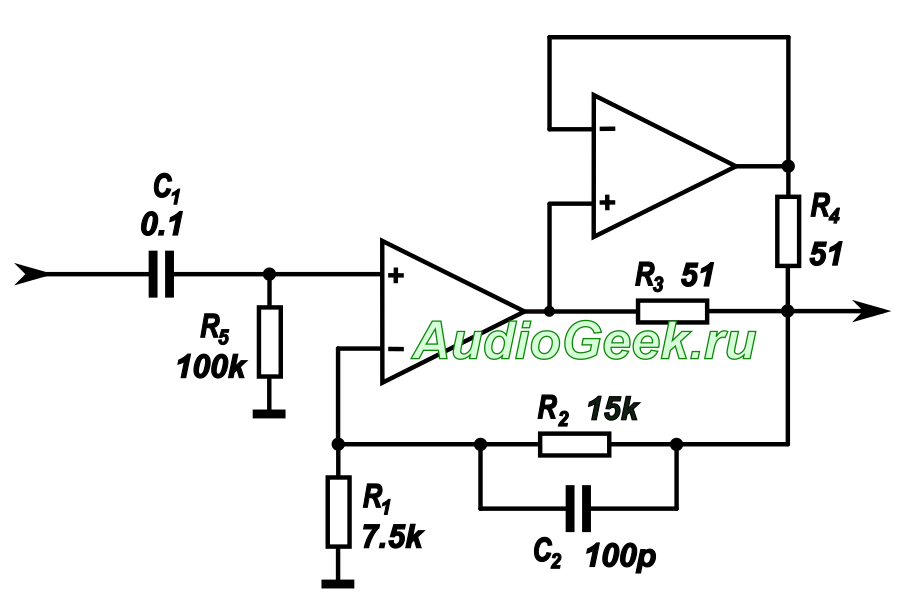 C1
0.1
R5
100k
+
−
−
+
R4
51
R3 51
AudioGeek.ru
R2 15k
R1
7.5k
C2 100p